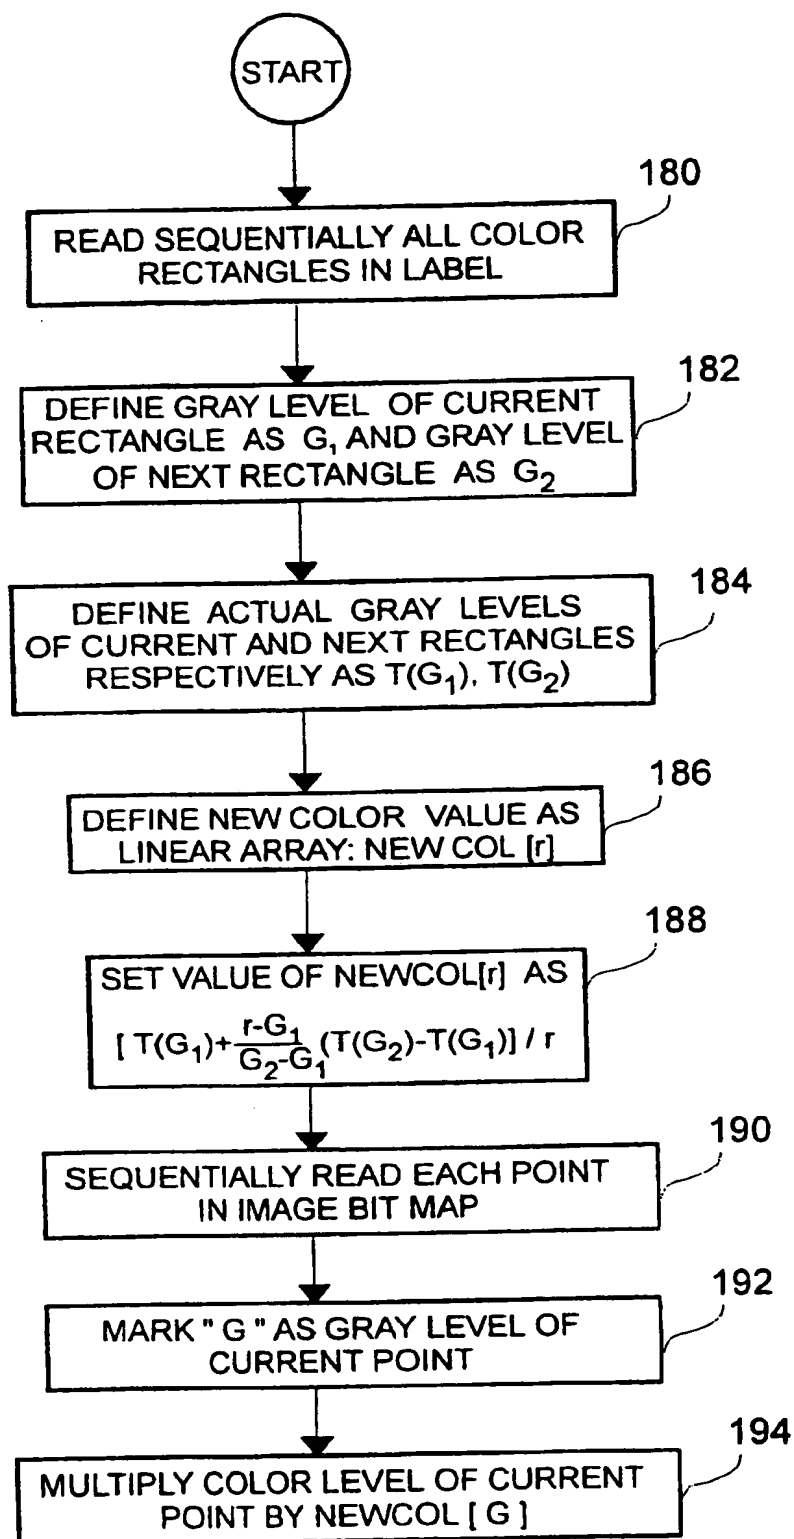 START
180
READ SEQUENTIALLY ALL COLOR
RECTANGLES IN LABEL
182
DEFINE GRAY LEVEL OF CURRENT
RECTANGLE AS G, AND GRAY LEVEL
OF NEXT RECTANGLE AS G₂
184
DEFINE ACTUAL GRAY LEVELS
OF CURRENT AND NEXT RECTANGLES
RESPECTIVELY AS T(G₁), T(G₂)
186
DEFINE NEW COLOR VALUE AS
LINEAR ARRAY: NEW COL [r]
188
SET VALUE OF NEWCOL[r] AS
[ T(G₁)+ r-G₁ / G₂-G₁ (T(G₂)-T(G₁)] / r
190
SEQUENTIALLY READ EACH POINT
IN IMAGE BIT MAP
192
MARK " G " AS GRAY LEVEL OF
CURRENT POINT
194
MULTIPLY COLOR LEVEL OF CURRENT
POINT BY NEWCOL [ G ]